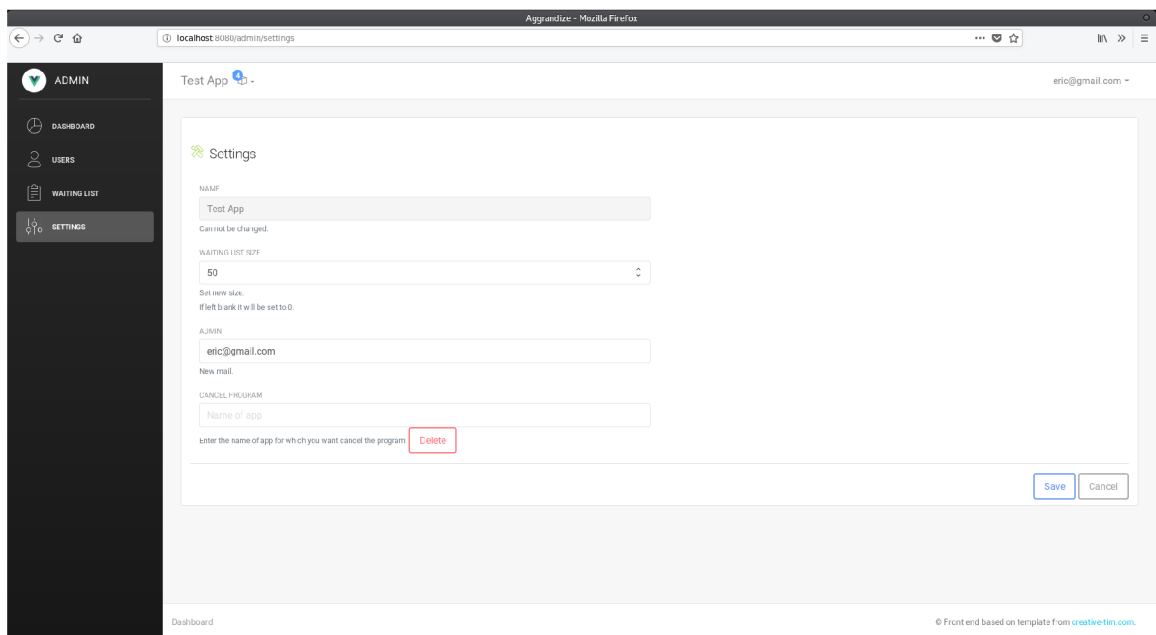 Aggrandize - Mozilla Firefox
localhost:8080/admin/settings
ADMIN
Test App 4
eric@gmail.com
DASHBOARD
USERS
WAITING LIST
SETTINGS
Settings
NAME
Test App
Can not be changed.
WAITING LIST SIZE
50
Set new size.
If left blank it will be set to 0.
ADMIN
eric@gmail.com
New mail.
CANCEL PROGRAM
Name of app
Enter the name of app for which you want cancel the program. Delete
Save Cancel
Dashboard
© Front end based on template from creative-tim.com.